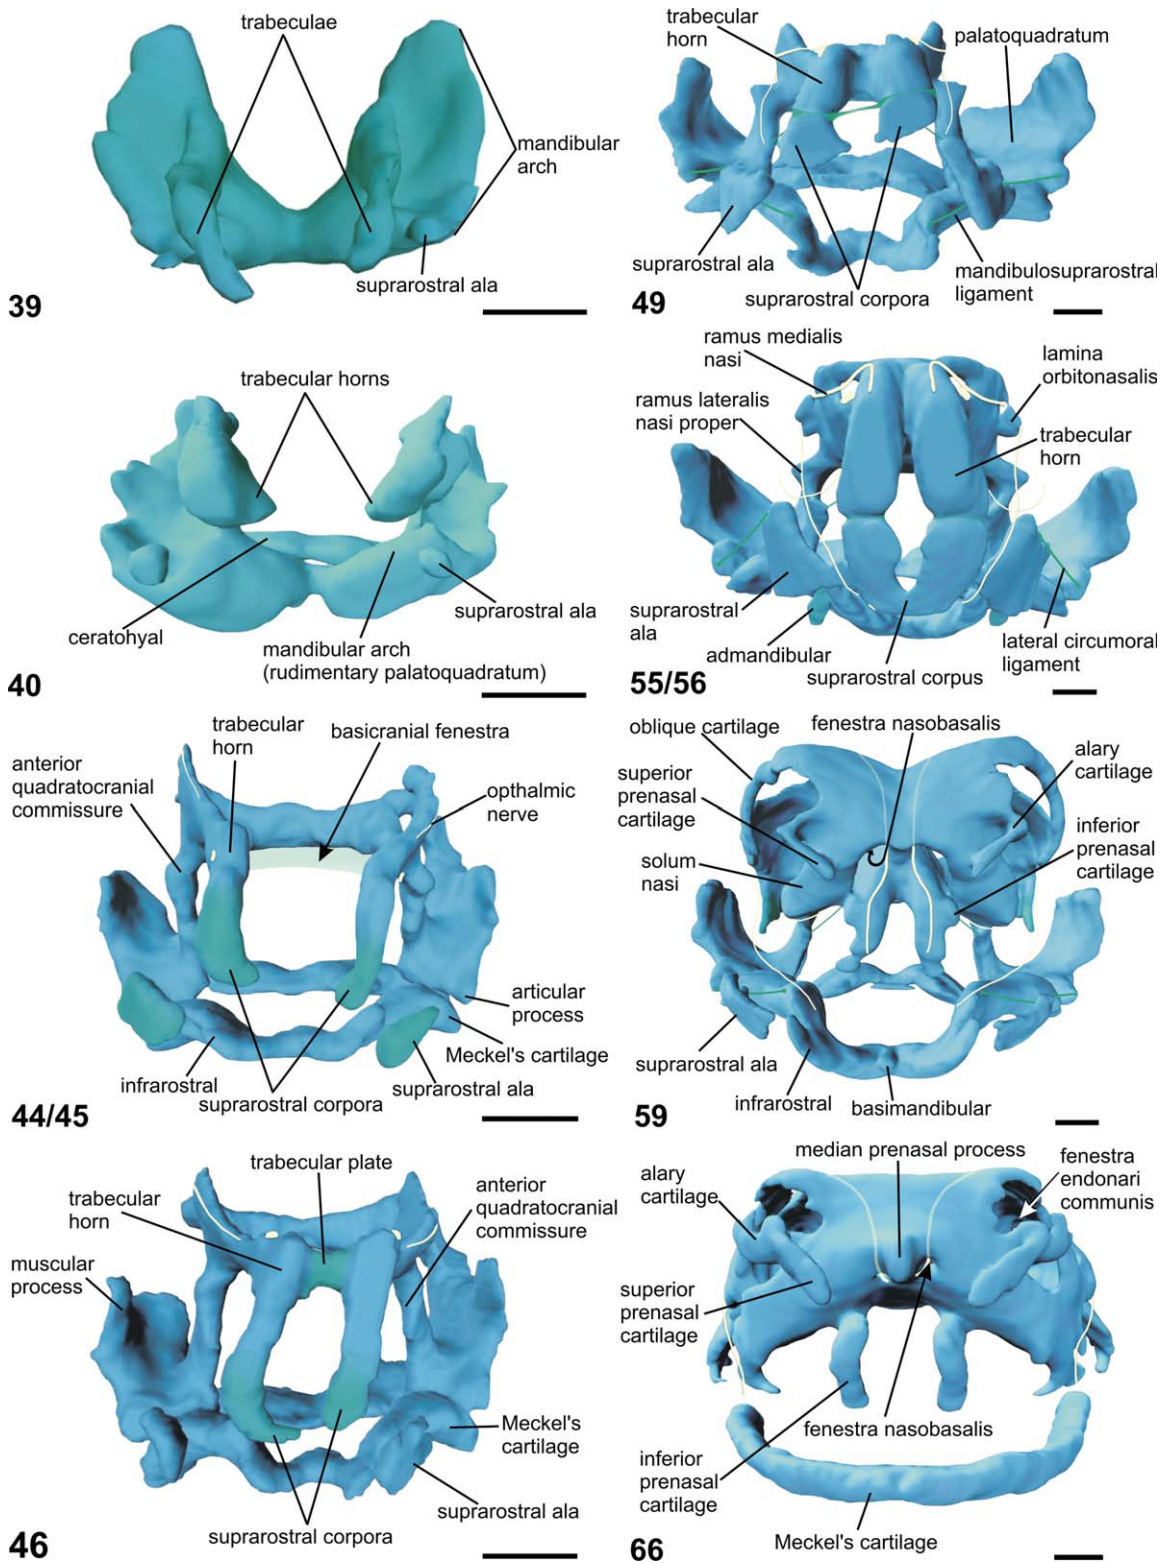 trabeculae
mandibular
arch
suprarostral ala
39
trabecular horns
suprarostral ala
ceratohyal
mandibular arch
(rudimentary palatoquadratum)
40
trabecular
horn
basicranial fenestra
anterior
quadratocranial
commissure
opthalmic
nerve
articular
process
Meckel's cartilage
infrarostral
suprarostral ala
suprarostral corpora
44/45
trabecular plate
trabecular
horn
anterior
quadratocranial
commissure
muscular
process
Meckel's
cartilage
suprarostral ala
suprarostral corpora
46
trabecular
horn
palatoquadratum
suprarostral ala
mandibulosuprarostral
ligament
suprarostral corpora
49
ramus medialis
nasi
lamina
orbitonasalis
ramus lateralis
nasi proper
trabecular
horn
suprarostral
ala
admandibular
lateral circumoral
ligament
suprarostral corpus
55/56
oblique cartilage
fenestra nasobasalis
superior
prenasal
cartilage
alary
cartilage
solum
nasi
inferior
prenasal
cartilage
suprarostral ala
infrarostral
basimandibular
59
median prenasal process
alary
cartilage
fenestra
endonari
communis
superior
prenasal
cartilage
fenestra nasobasalis
inferior
prenasal
cartilage
Meckel's cartilage
66